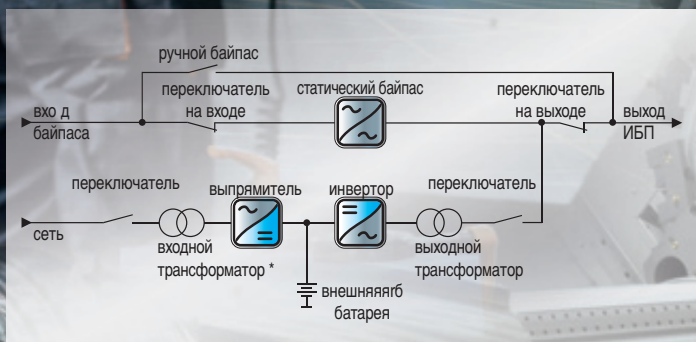 ручной байпас
переключатель
на входе
статический байпас
переключатель
на выходе
вхо д
байпаса
выход
ИБП
переключатель
выпрямитель
инвертор
переключатель
сеть
входной
трансформатор *
выходной
трансформатор
внешняяяrб
батарея